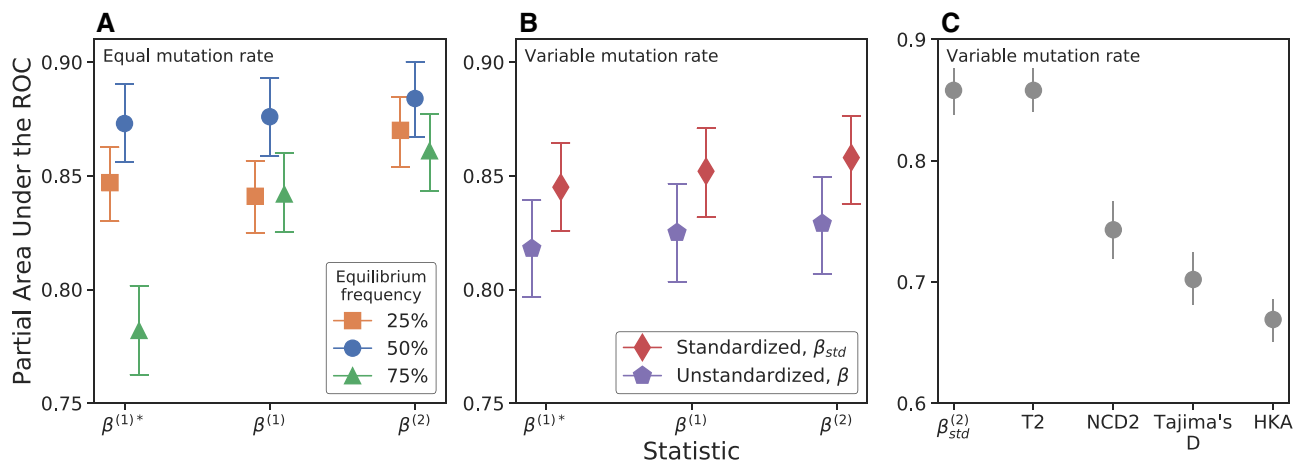 A
B
C
Partial Area Under the ROC
Equal mutation rate
0.90
0.85
0.80
0.75
Equilibrium
frequency
25%
50%
75%
β(1)*
β(1)
β(2)
Variable mutation rate
0.90
0.85
0.80
0.75
Standardized, βstd
Unstandardized, β
β(1)*
β(1)
β(2)
Statistic
Variable mutation rate
0.9
0.8
0.7
0.6
β(2)std
T2
NCD2
Tajima's
D
HKA